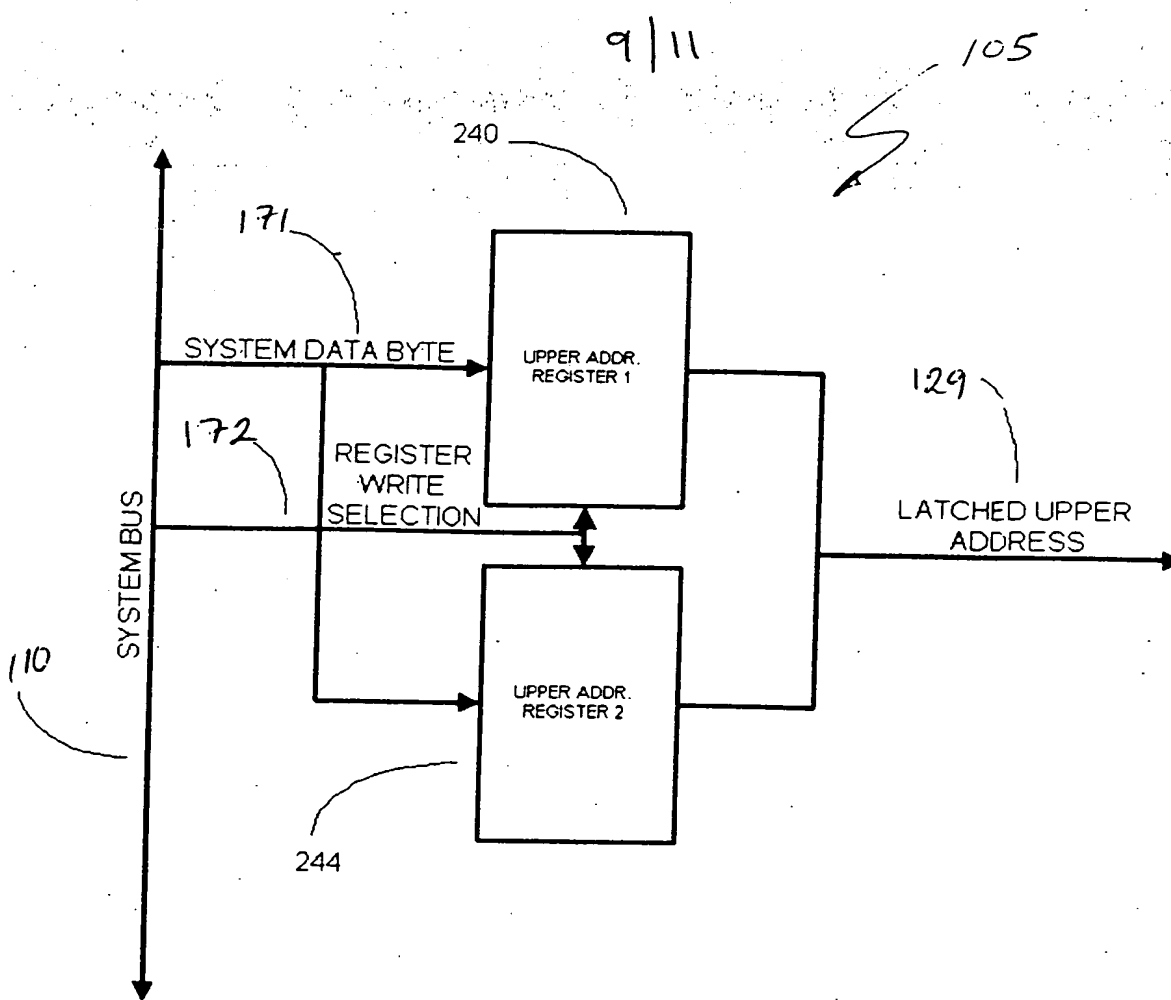 9/11
105
240
171
SYSTEM DATA BYTE
UPPER ADDR.
REGISTER 1
129
172
REGISTER
WRITE
SELECTION
LATCHED UPPER
ADDRESS
SYSTEM BUS
110
UPPER ADDR.
REGISTER 2
244